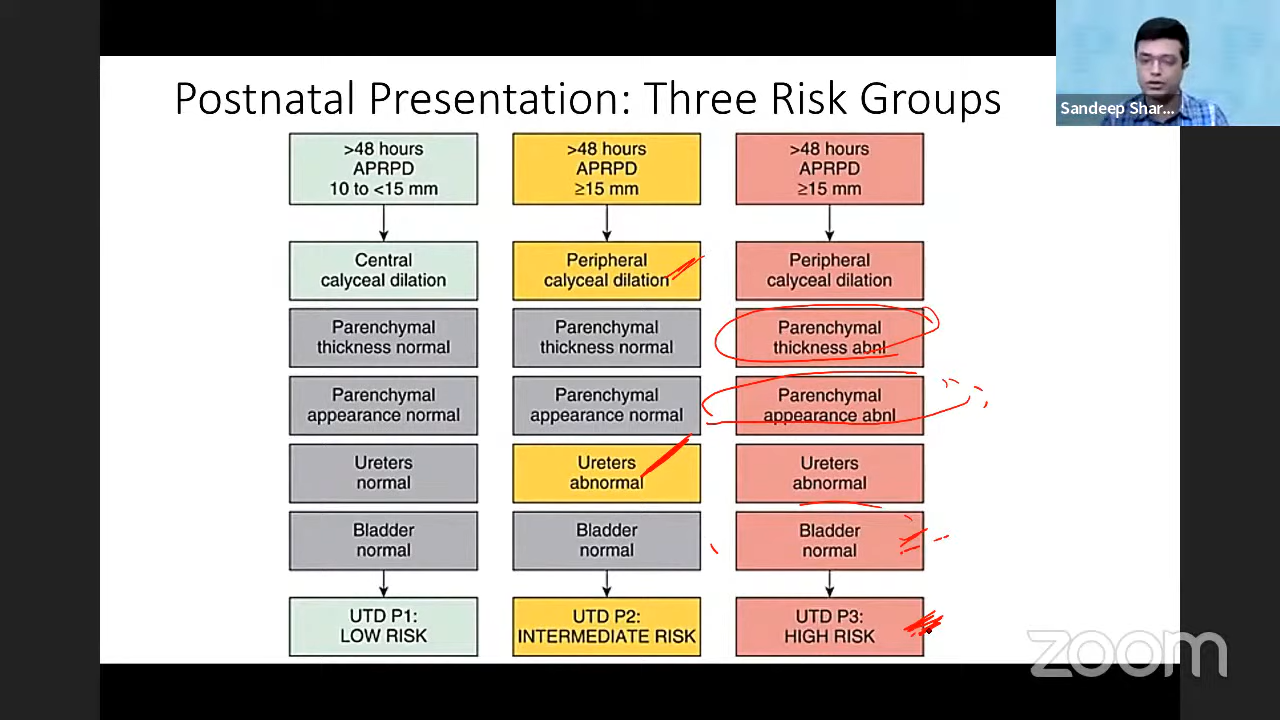 Postnatal Presentation: Three Risk Groups
Sandeep Shar...
>48 hours
APRPD
10 to <15 mm
>48 hours
APRPD
≥15 mm
>48 hours
APRPD
≥15 mm
Central
calyceal dilation
Peripheral
calyceal dilation
Peripheral
calyceal dilation
Parenchymal
thickness normal
Parenchymal
thickness normal
Parenchymal
thickness abnl
Parenchymal
appearance normal
Parenchymal
appearance normal
Parenchymal
appearance abnl
Ureters
normal
Ureters
abnormal
Ureters
abnormal
Bladder
normal
Bladder
normal
Bladder
normal
UTD P1:
LOW RISK
UTD P2:
INTERMEDIATE RISK
UTD P3:
HIGH RISK
zoom